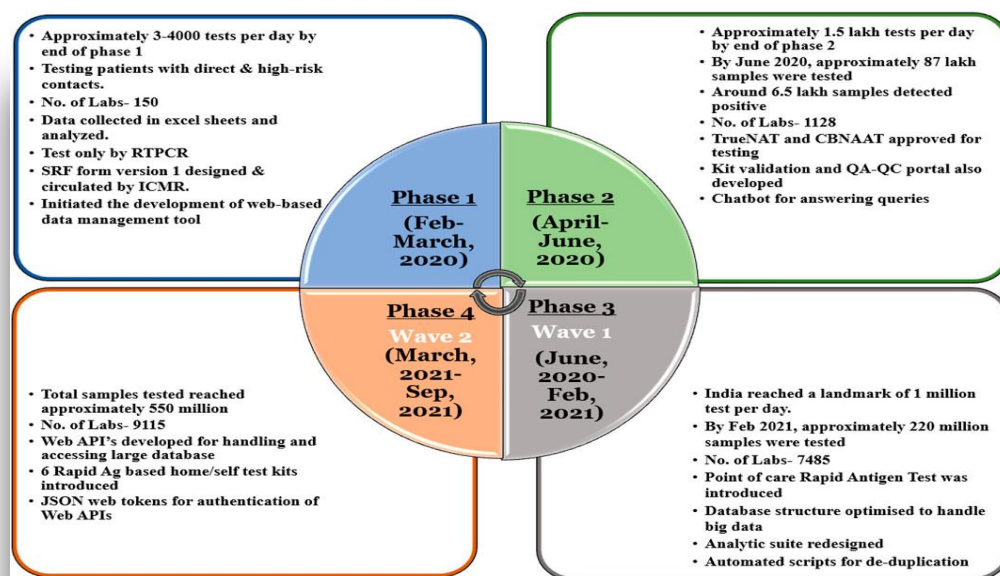 • Approximately 3-4000 tests per day by
end of phase 1
• Testing patients with direct & high-risk
contacts.
• No. of Labs- 150
• Data collected in excel sheets and
analyzed.
• Test only by RTPCR
• SRF form version 1 designed &
circulated by ICMR.
• Initiated the development of web-based
data management tool
• Approximately 1.5 lakh tests per day
by end of phase 2
• By June 2020, approximately 87 lakh
samples were tested
• Around 6.5 lakh samples detected
positive
• No. of Labs- 1128
• TrueNAT and CBNAAT approved for
testing
• Kit validation and QA-QC portal also
developed
• Chatbot for answering queries
Phase 1
(Feb-
March,
2020)
Phase 2
(April-
June,
2020)
Phase 4
Wave 2
(March,
2021-
Sep,
2021)
Phase 3
Wave 1
(June,
2020-
Feb,
2021)
• Total samples tested reached
approximately 550 million
• No. of Labs- 9115
• Web API's developed for handling and
accessing large database
• 6 Rapid Ag based home/self test kits
introduced
• JSON web tokens for authentication of
Web APIs
• India reached a landmark of 1 million
test per day.
• By Feb 2021, approximately 220 million
samples were tested
• No. of Labs- 7485
• Point of care Rapid Antigen Test was
introduced
• Database structure optimised to handle
big data
• Analytic suite redesigned
• Automated scripts for de-duplication